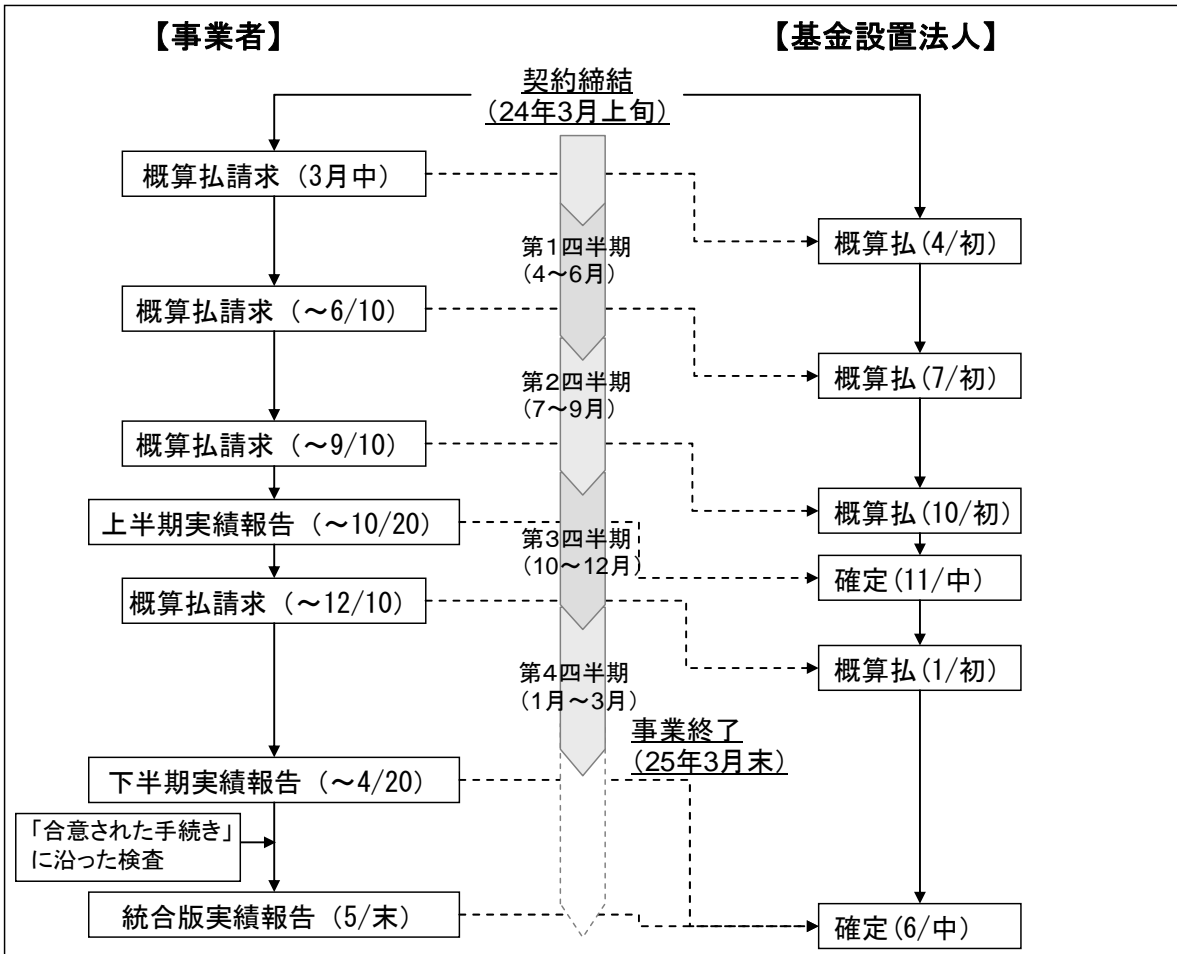 【事業者】
【基金設置法人】
契約締結
（24年3月上旬）
概算払請求（3月中）
概算払(4/初)
第1四半期
（4～6月）
概算払請求（～6/10）
概算払(7/初)
第2四半期
（7～9月）
概算払請求（～9/10）
概算払(10/初)
上半期実績報告（～10/20）
第3四半期
（10～12月）
確定(11/中)
概算払請求（～12/10）
概算払(1/初)
第4四半期
（1月～3月）
事業終了
（25年3月末）
下半期実績報告（～4/20）
「合意された手続き」
に沿った検査
統合版実績報告（5/末）
確定(6/中)